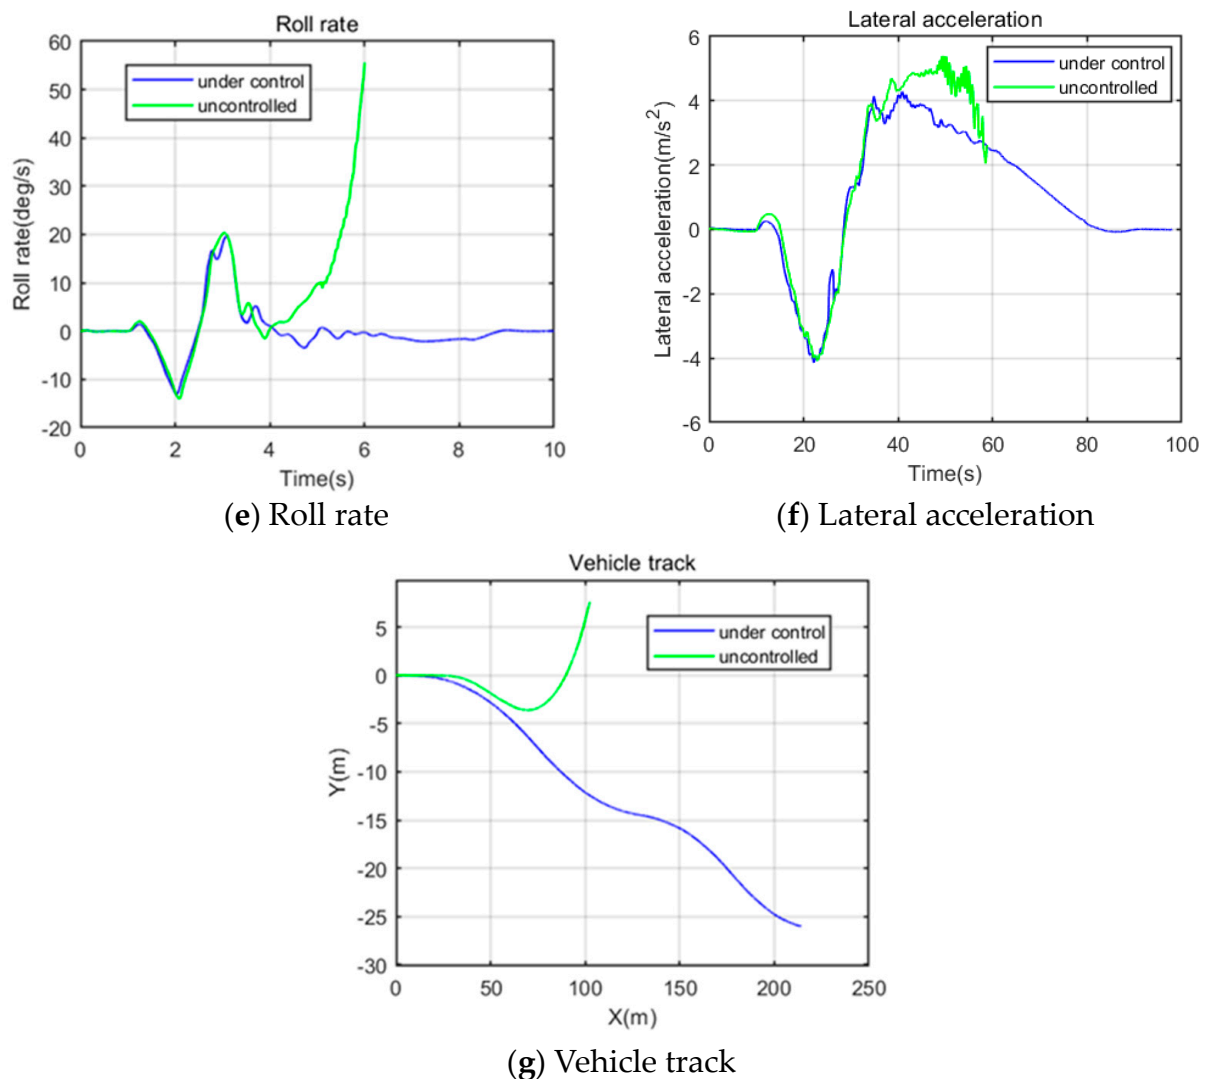 Roll rate
60
50
40
30
20
10
0
-10
-20
Roll rate(deg/s)
under control
uncontrolled
0 2 4 6 8 10
Time(s)
(e) Roll rate
Lateral acceleration
6
4
2
0
-2
-4
-6
Lateral acceleration(m/s²)
under control
uncontrolled
0 20 40 60 80 100
Time(s)
(f) Lateral acceleration
Vehicle track
5
0
-5
-10
-15
-20
-25
-30
Y(m)
under control
uncontrolled
0 50 100 150 200 250
X(m)
(g) Vehicle track